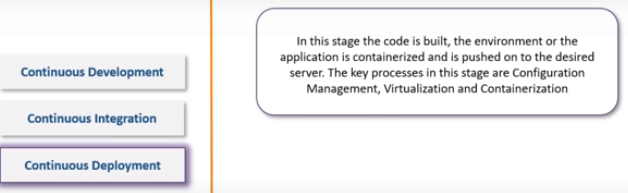 Continuous Development
Continuous Integration
Continuous Deployment
In this stage the code is built, the environment or the
application is containerized and is pushed on to the desired
server. The key processes in this stage are Configuration
Management, Virtualization and Containerization